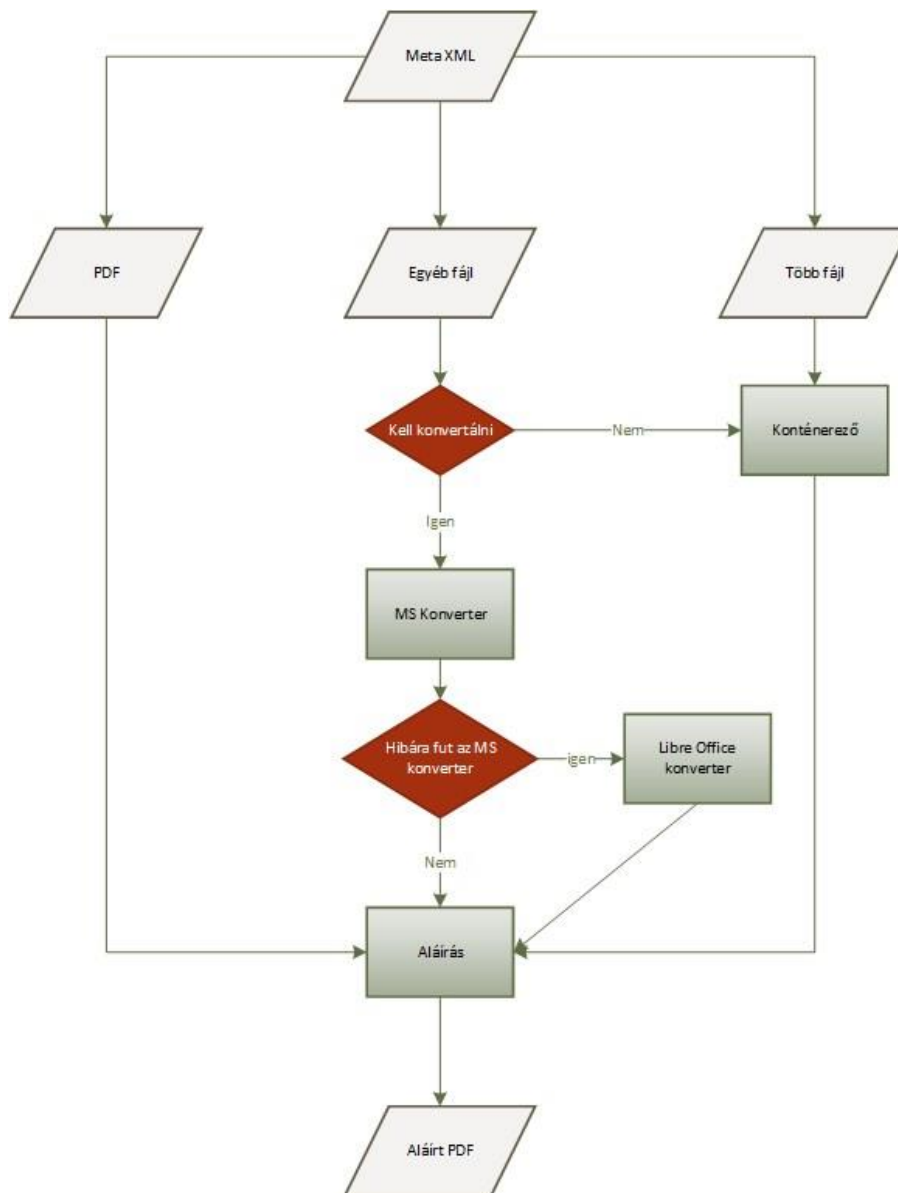 Meta XML
PDF
Egyéb fájl
Több fájl
Kell konvertálni
Nem
Konténerező
Igen
MS Konverter
Hibára fut az MS
konverter
igen
Libre Office
konverter
Nem
Aláírás
Aláírt PDF